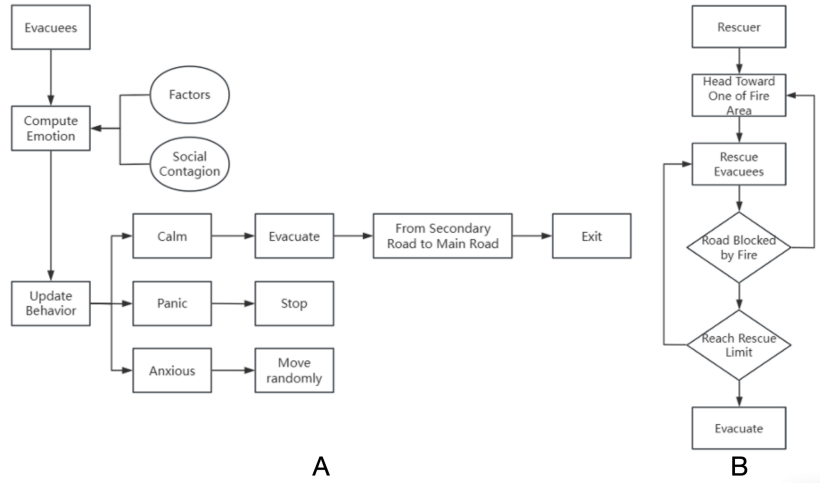 Evacuees
Compute
Emotion
Factors
Social
Contagion
Update
Behavior
Calm
Evacuate
From Secondary
Road to Main Road
Exit
Panic
Stop
Anxious
Move
randomly
A
Rescuer
Head Toward
One of Fire
Area
Rescue
Evacuees
Road Blocked
by Fire
Reach Rescue
Limit
Evacuate
B